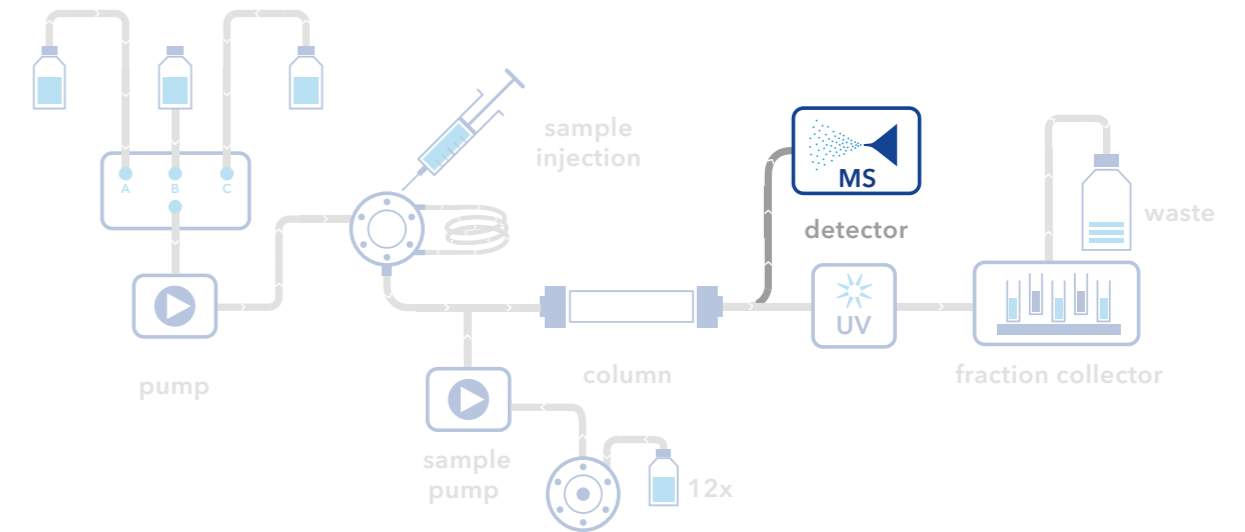 sample
injection
A
B
C
MS
detector
waste
UV
pump
column
fraction collector
sample
pump
12x